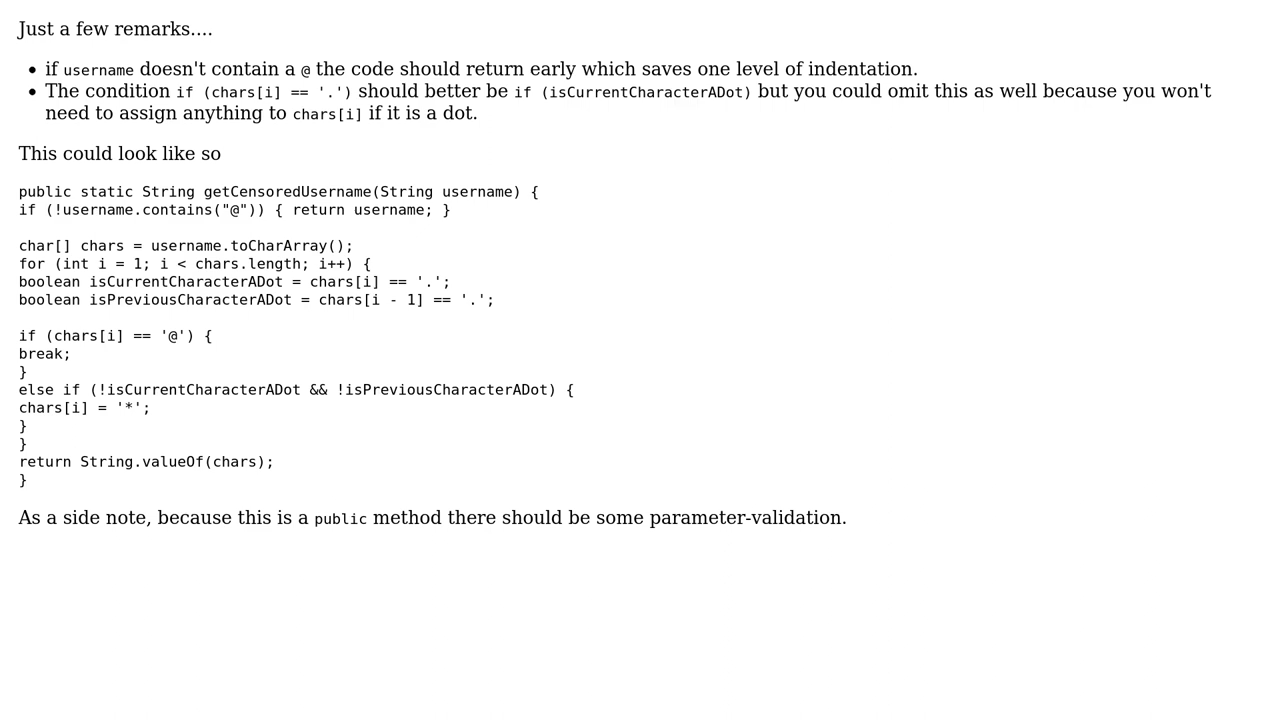 Just a few remarks....
if username doesn't contain a @ the code should return early which saves one level of indentation.
The condition if (chars[i] == '.') should better be if (isCurrentCharacterADot) but you could omit this as well because you won't
need to assign anything to chars[i] if it is a dot.
This could look like so
public static String getCensoredUsername(String username) {
if (!username.contains("@")) { return username; }
char[] chars = username.toCharArray();
for (int i = 1; i < chars.length; i++) {
boolean isCurrentCharacterADot = chars[i] == '.';
boolean isPreviousCharacterADot = chars[i - 1] == '.';
if (chars[i] == '@') {
break;
}
else if (!isCurrentCharacterADot && !isPreviousCharacterADot) {
chars[i] = '*';
}
}
return String.valueOf(chars);
}
As a side note, because this is a public method there should be some parameter-validation.